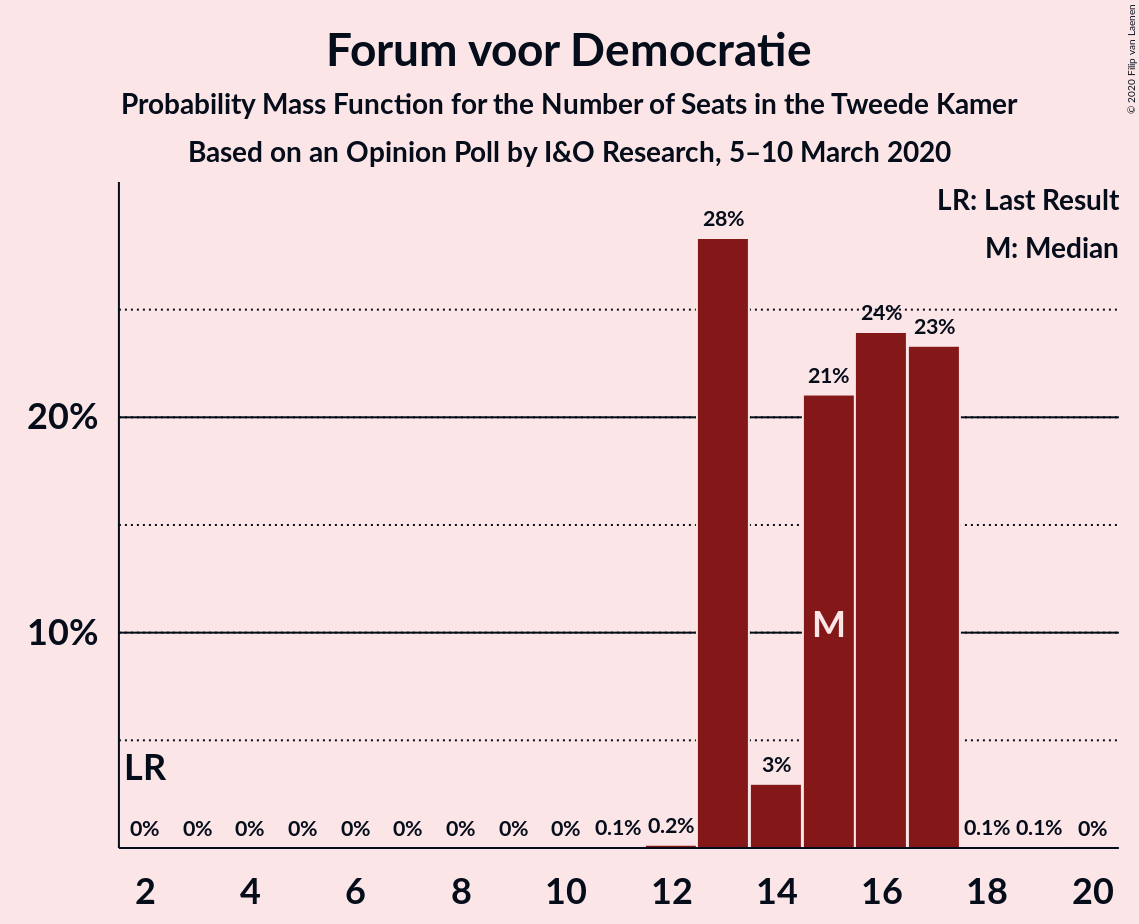 © 2020 Filip van Laenen
Forum voor Democratie
Probability Mass Function for the Number of Seats in the Tweede Kamer
Based on an Opinion Poll by I&O Research, 5–10 March 2020
LR: Last Result
M: Median
28%
24%
23%
21%
20%
10%
M
LR
3%
0% 0% 0% 0% 0% 0% 0% 0% 0% 0.1% 0.2% 0.1% 0.1% 0%
2 4 6 8 10 12 14 16 18 20